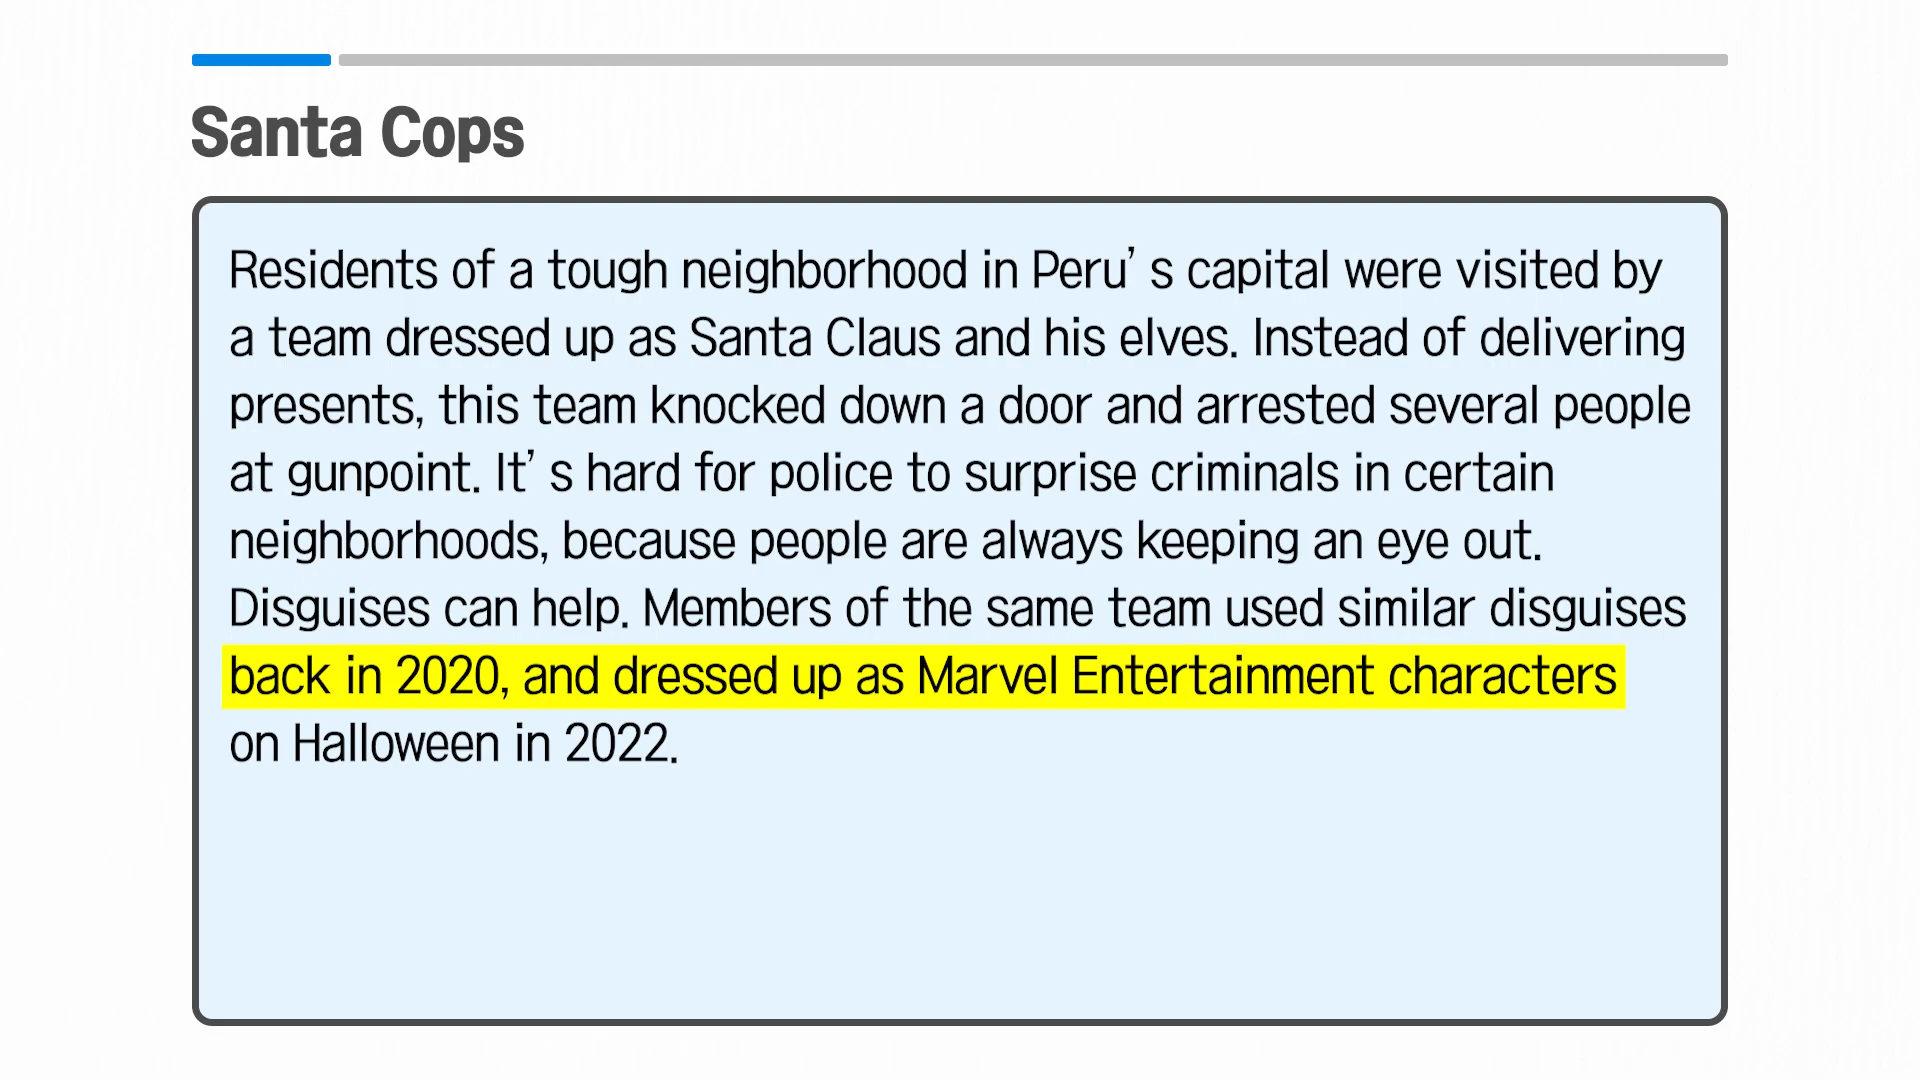 Santa Cops
Residents of a tough neighborhood in Peru’s capital were visited by
a team dressed up as Santa Claus and his elves. Instead of delivering
presents, this team knocked down a door and arrested several people
at gunpoint. It’s hard for police to surprise criminals in certain
neighborhoods, because people are always keeping an eye out.
Disguises can help. Members of the same team used similar disguises
back in 2020, and dressed up as Marvel Entertainment characters
on Halloween in 2022.